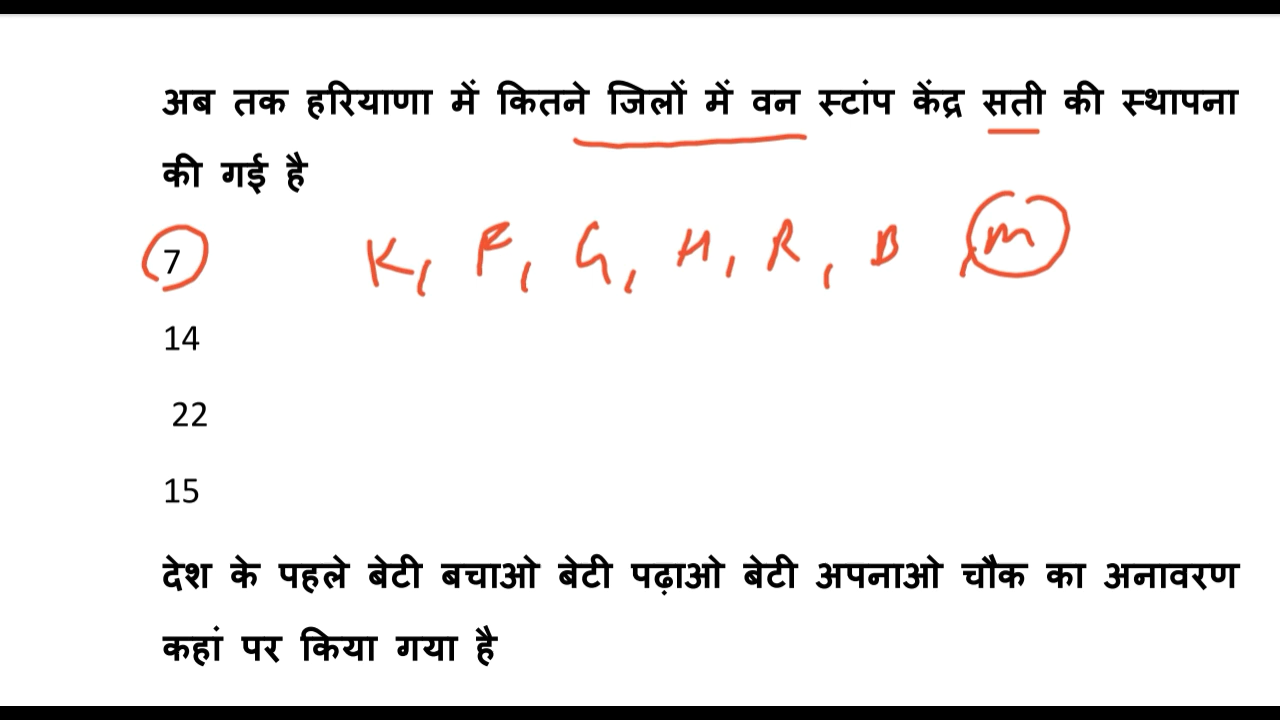 अब तक हरियाणा में कितने जिलों में वन स्टांप केंद्र सती की स्थापना
की गई है
7 K, F, G, H, R, B, M
14
22
15
देश के पहले बेटी बचाओ बेटी पढ़ाओ बेटी अपनाओ चौक का अनावरण
कहां पर किया गया है